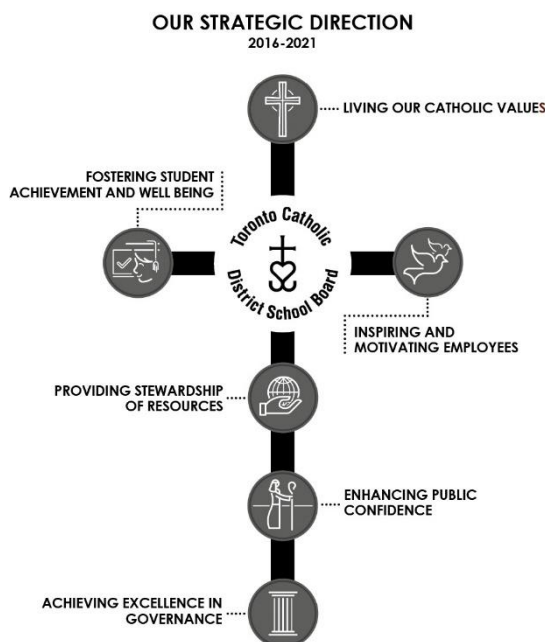 OUR STRATEGIC DIRECTION
2016-2021
LIVING OUR CATHOLIC VALUES
FOSTERING STUDENT
ACHIEVEMENT AND WELL BEING
Toronto Catholic
District School Board
INSPIRING AND
MOTIVATING EMPLOYEES
PROVIDING STEWARDSHIP
OF RESOURCES
ENHANCING PUBLIC
CONFIDENCE
ACHIEVING EXCELLENCE IN
GOVERNANCE